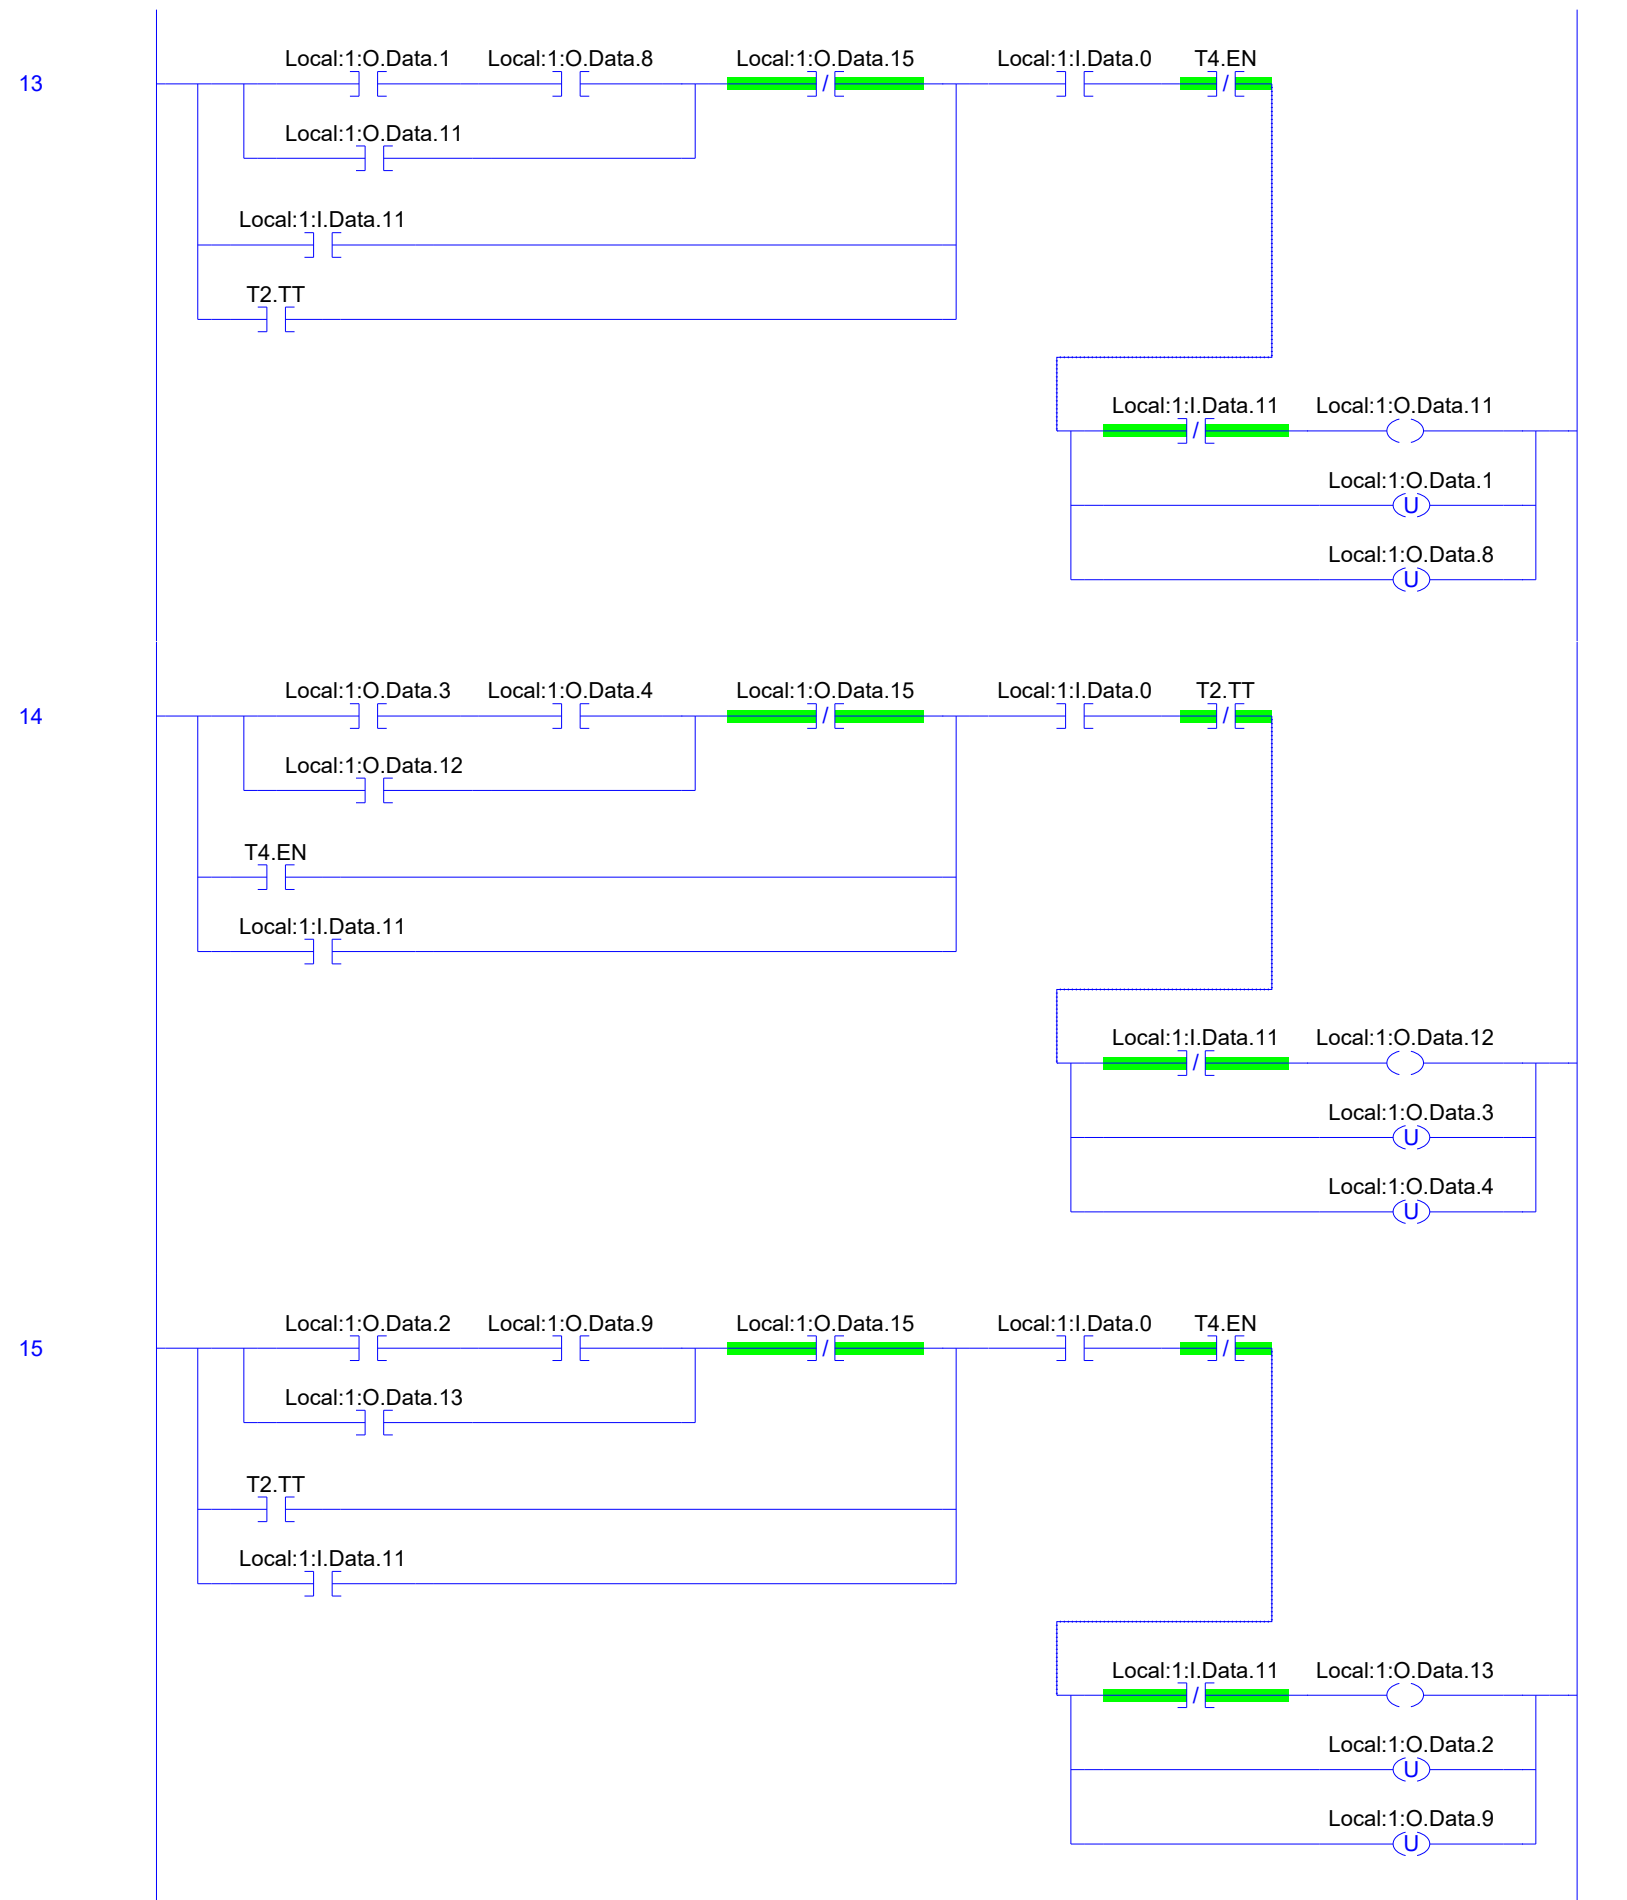 Local:1:O.Data.1 Local:1:O.Data.8 Local:1:O.Data.15 Local:1:I.Data.0 T4.EN
13 / /
Local:1:O.Data.11
Local:1:I.Data.11
T2.TT
Local:1:I.Data.11 Local:1:O.Data.11
/
Local:1:O.Data.1
U
Local:1:O.Data.8
U
Local:1:O.Data.3 Local:1:O.Data.4 Local:1:O.Data.15 Local:1:I.Data.0 T2.TT
14 / /
Local:1:O.Data.12
T4.EN
Local:1:I.Data.11
Local:1:I.Data.11 Local:1:O.Data.12
/
Local:1:O.Data.3
U
Local:1:O.Data.4
U
Local:1:O.Data.2 Local:1:O.Data.9 Local:1:O.Data.15 Local:1:I.Data.0 T4.EN
15 / /
Local:1:O.Data.13
T2.TT
Local:1:I.Data.11
Local:1:I.Data.11 Local:1:O.Data.13
/
Local:1:O.Data.2
U
Local:1:O.Data.9
U